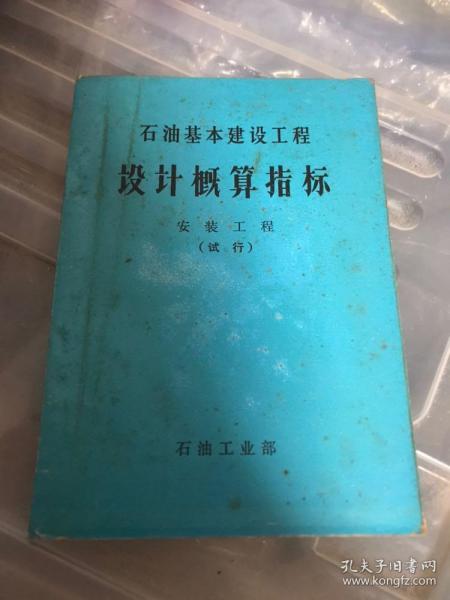 石油基本建设工程
设计概算指标
安装工程
(试行)
石油工业部
孔夫子旧书网
www.kongfz.com